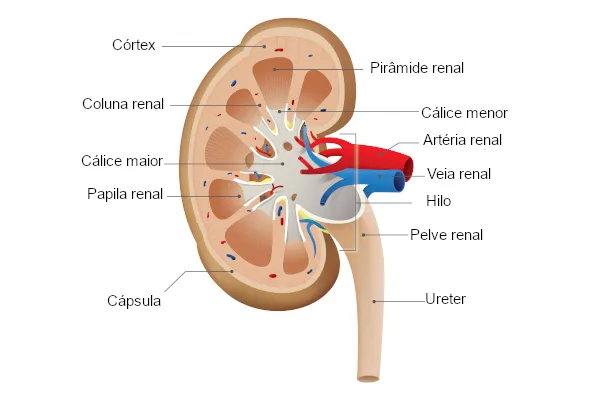 Córtex
Pirâmide renal
Coluna renal
Cálice menor
Artéria renal
Cálice maior
Veia renal
Papila renal
Hilo
Pelve renal
Cápsula
Ureter